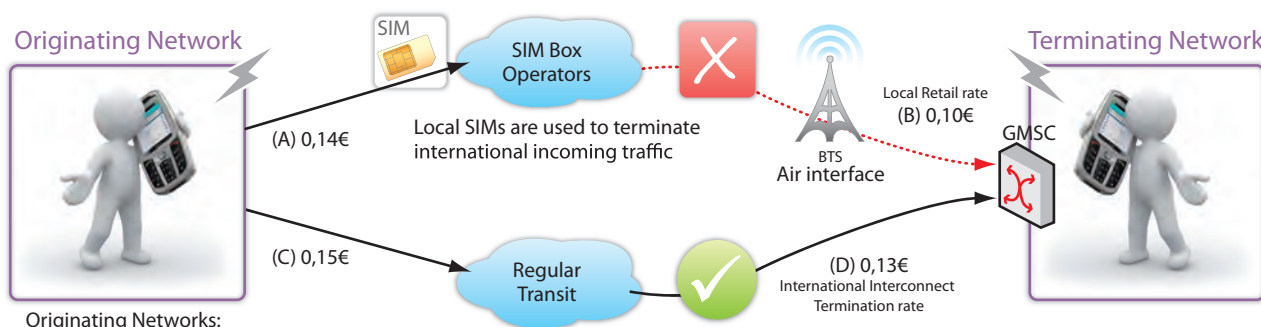 Originating Network
SIM
SIM Box
Operators
(A) 0,14€
Local SIMs are used to terminate
international incoming traffic
BTS
Air interface
Local Retail rate
(B) 0,10€
GMSC
Terminating Network
(C) 0,15€
Regular
Transit
(D) 0,13€
International Interconnect
Termination rate
Originating Networks: